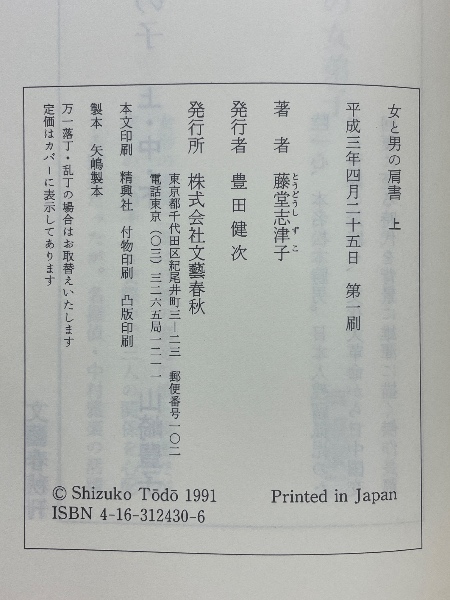 女と男の肩書　上
平成三年四月二十五日　第一刷
著　者　藤堂志津子
とうどうしずこ
発行者　豊田健次
発行所　株式会社文藝春秋
東京都千代田区紀尾井町三―二三　郵便番号一〇二
電話東京（〇三）三二六五局一二一一
本文印刷　精興社　付物印刷　凸版印刷
製本　矢嶋製本
万一落丁・乱丁の場合はお取替えいたします
定価はカバーに表示してあります
© Shizuko Tōdō 1991　Printed in Japan
ISBN 4-16-312430-6